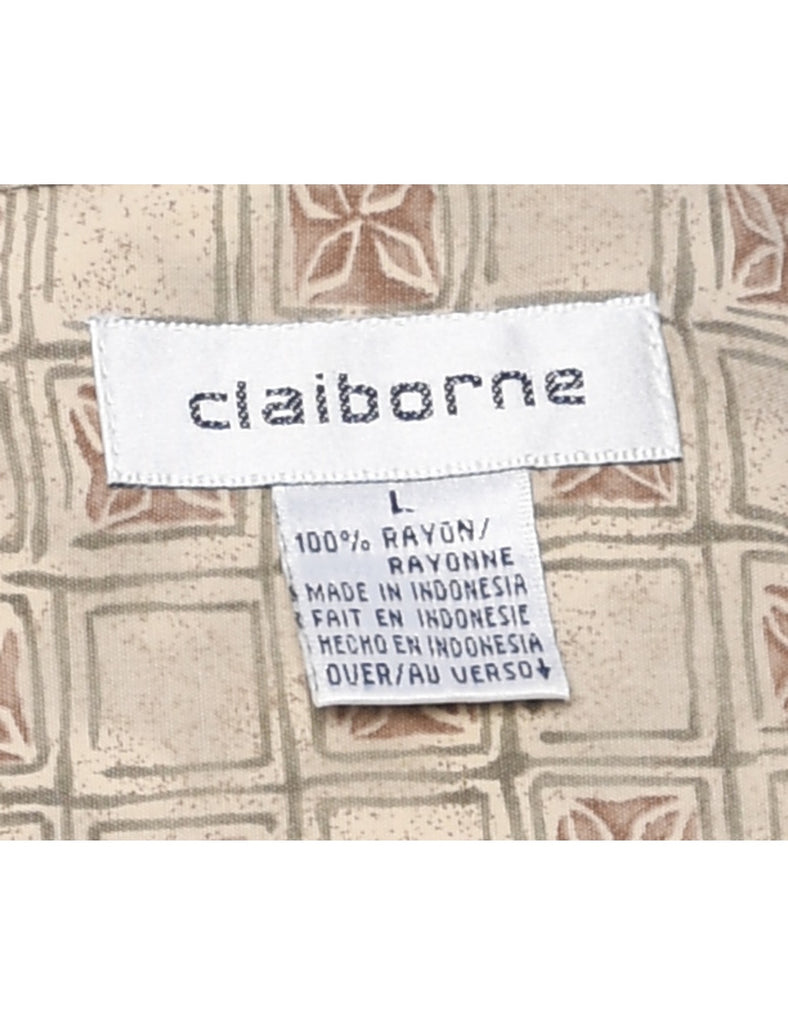 claiborne
L
100% RAYON/
RAYONNE
MADE IN INDONESIA
FAIT EN INDONESIE
HECHO EN INDONESIA
OVER/AU VERSO↓